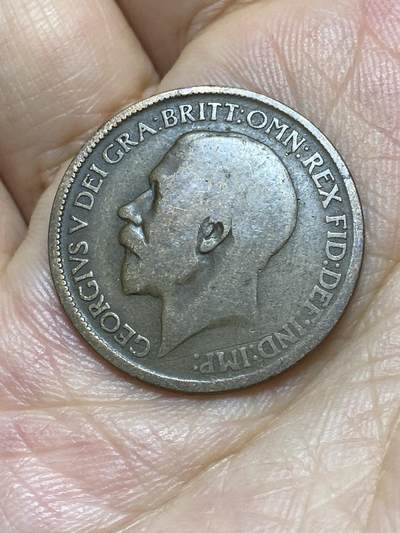 GEORGIVS V DEI GRA: BRITT: OMN: REX FID: DEF: IND: IMP: